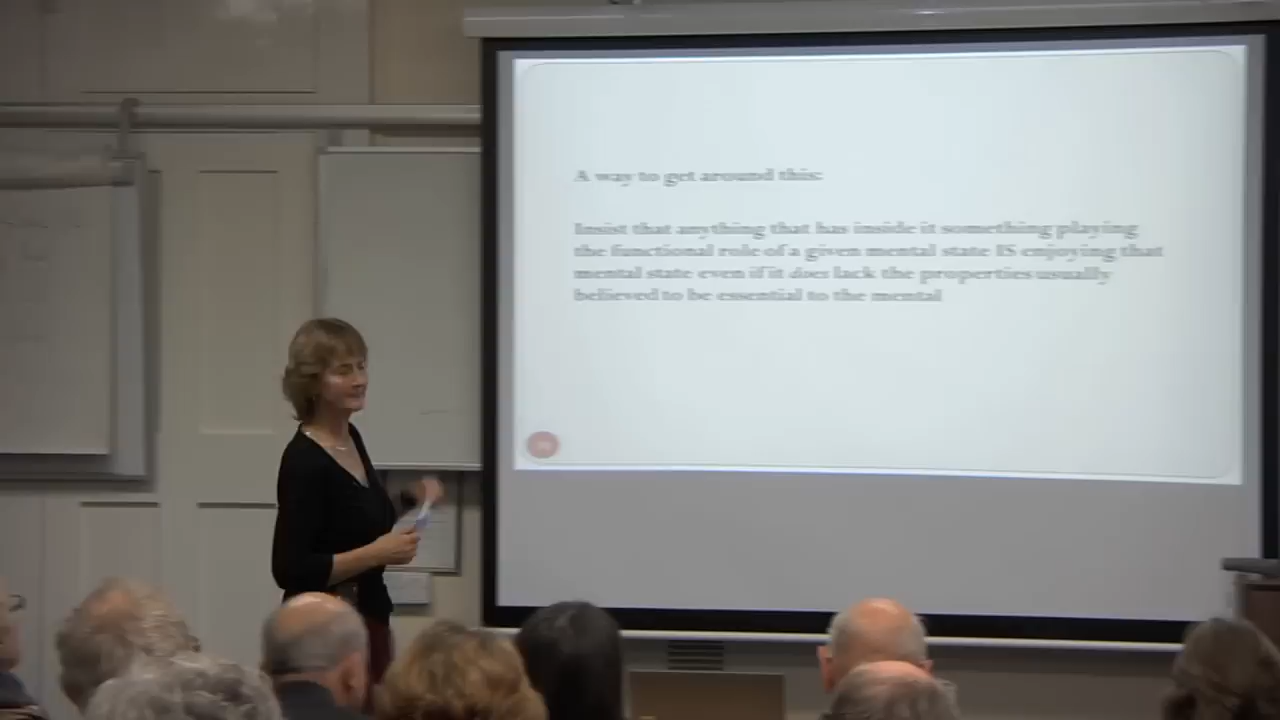 A way to get around this:
Insist that anything that has inside it something playing
the functional role of a given mental state IS enjoying that
mental state even if it does lack the properties usually
believed to be essential to the mental